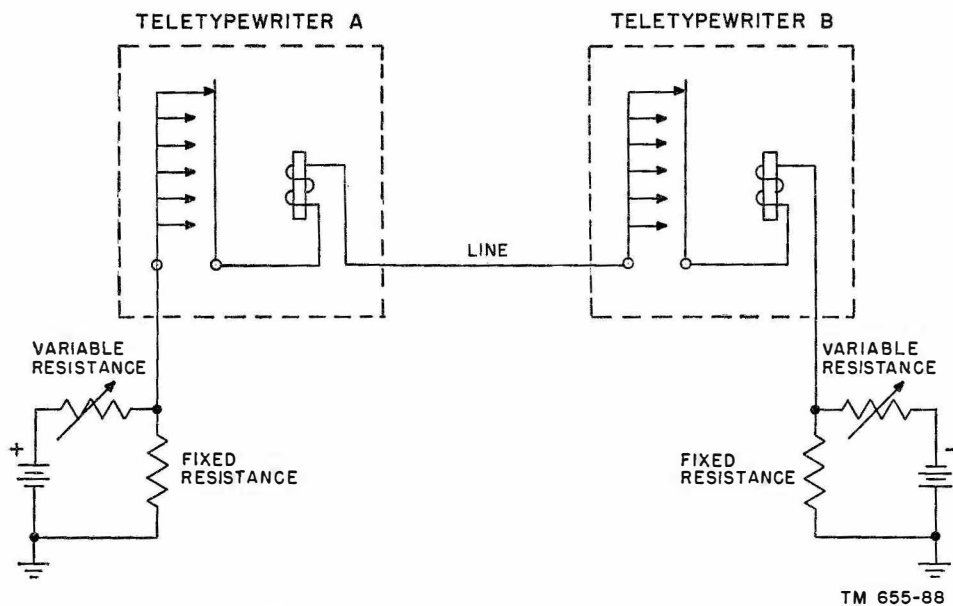 TELETYPEWRITER A
TELETYPEWRITER B
LINE
VARIABLE
RESISTANCE
VARIABLE
RESISTANCE
+
-
FIXED
RESISTANCE
FIXED
RESISTANCE
TM 655-88